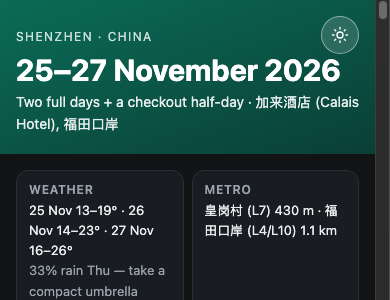 SHENZHEN · CHINA
25–27 November 2026
Two full days + a checkout half-day · 加来酒店 (Calais
Hotel), 福田口岸
WEATHER
25 Nov 13–19° · 26
Nov 14–23° · 27 Nov
16–26°
33% rain Thu — take a
compact umbrella
METRO
皇岗村 (L7) 430 m · 福
田口岸 (L4/L10) 1.1 km